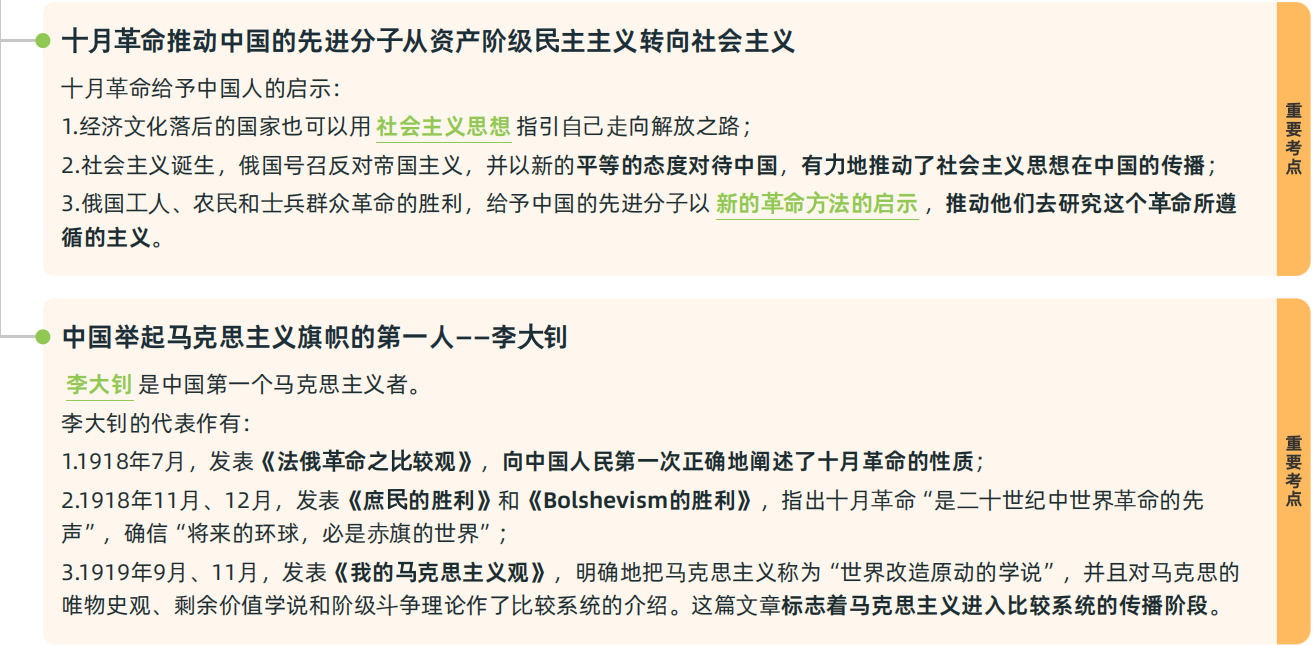 十月革命推动中国的先进分子从资产阶级民主主义转向社会主义
十月革命给予中国人的启示：
1.经济文化落后的国家也可以用 社会主义思想 指引自己走向解放之路；
2.社会主义诞生，俄国号召反对帝国主义，并以新的平等的态度对待中国，有力地推动了社会主义思想在中国的传播；
3.俄国工人、农民和士兵群众革命的胜利，给予中国的先进分子以 新的革命方法的启示 ，推动他们去研究这个革命所遵
循的主义。
重要考点
中国举起马克思主义旗帜的第一人——李大钊
李大钊 是中国第一个马克思主义者。
李大钊的代表作有：
1.1918年7月，发表《法俄革命之比较观》，向中国人民第一次正确地阐述了十月革命的性质；
2.1918年11月、12月，发表《庶民的胜利》和《Bolshevism的胜利》，指出十月革命“是二十世纪中世界革命的先
声”，确信“将来的环球，必是赤旗的世界”；
3.1919年9月、11月，发表《我的马克思主义观》，明确地把马克思主义称为“世界改造原动的学说”，并且对马克思的
唯物史观、剩余价值学说和阶级斗争理论作了比较系统的介绍。这篇文章标志着马克思主义进入比较系统的传播阶段。
重要考点